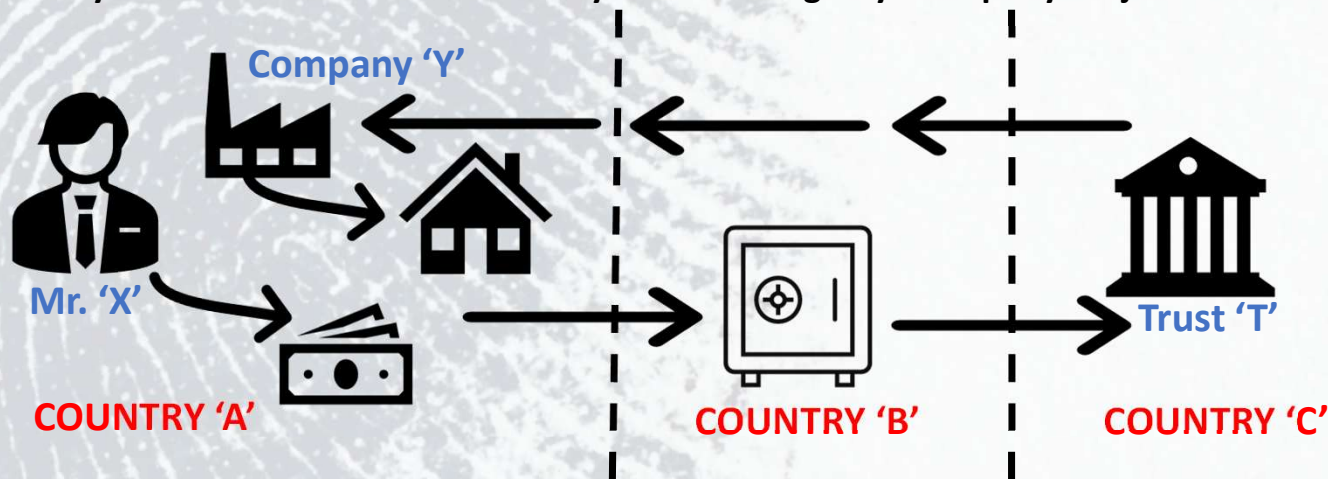 Company ‘Y’
Mr. ‘X’
Trust ‘T’
COUNTRY ‘A’
COUNTRY ‘B’
COUNTRY ‘C’